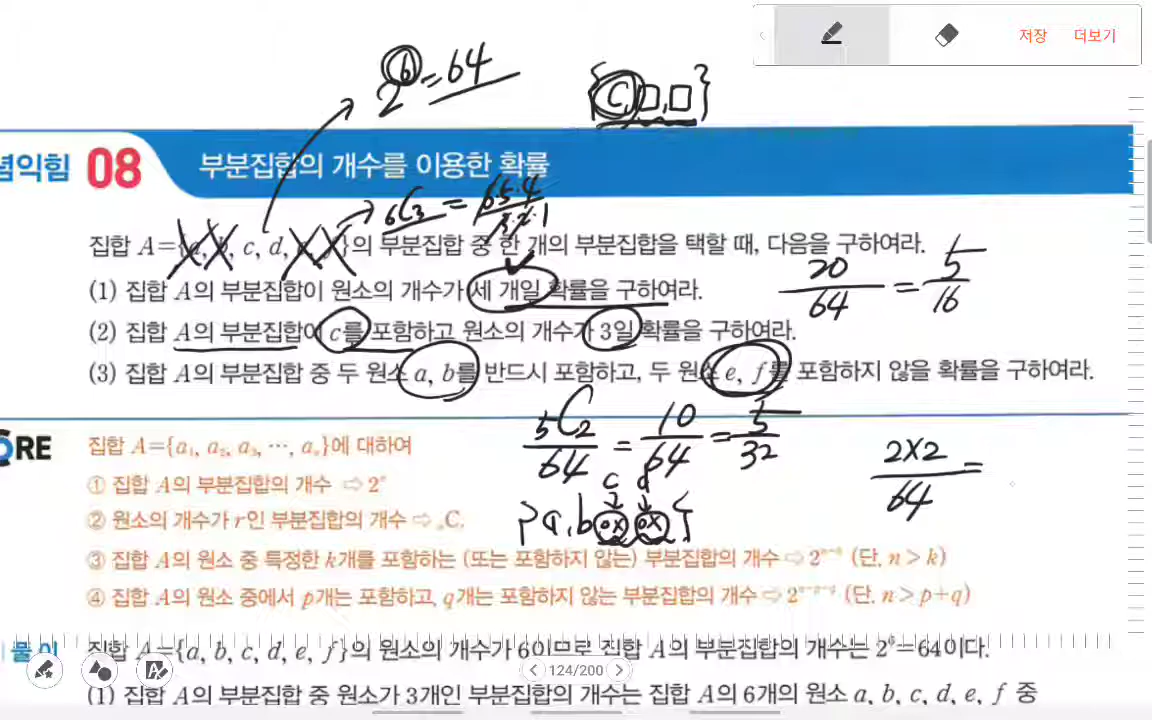 저장 더보기
2⁶=64
{C,□,□}
념익힘 08 부분집합의 개수를 이용한 확률
₆C₃ = 6·5·4/3·2·1
집합 A={a, b, c, d, e, f}의 부분집합 중 한 개의 부분집합을 택할 때, 다음을 구하여라.
20/64 = 5/16
(1) 집합 A의 부분집합이 원소의 개수가 세 개일 확률을 구하여라.
(2) 집합 A의 부분집합이 c를 포함하고 원소의 개수가 3일 확률을 구하여라.
(3) 집합 A의 부분집합 중 두 원소 a, b를 반드시 포함하고, 두 원소 e, f를 포함하지 않을 확률을 구하여라.
₅C₂/64 = 10/64 = 5/32
2×2/64 =
c d
{a,b ox ox}
ORE 집합 A={a₁, a₂, a₃, ⋯, aₙ}에 대하여
① 집합 A의 부분집합의 개수 ⇨ 2ⁿ
② 원소의 개수가 r인 부분집합의 개수 ⇨ ₙCᵣ
③ 집합 A의 원소 중 특정한 k개를 포함하는 (또는 포함하지 않는) 부분집합의 개수 ⇨ 2ⁿ⁻ᵏ (단, n>k)
④ 집합 A의 원소 중에서 p개는 포함하고, q개는 포함하지 않는 부분집합의 개수 ⇨ 2ⁿ⁻ᵖ⁻q (단, n>p+q)
풀이 집합 A={a, b, c, d, e, f}의 원소의 개수가 6이므로 집합 A의 부분집합의 개수는 2⁶=64이다.
124/200
(1) 집합 A의 부분집합 중 원소가 3개인 부분집합의 개수는 집합 A의 6개의 원소 a, b, c, d, e, f 중